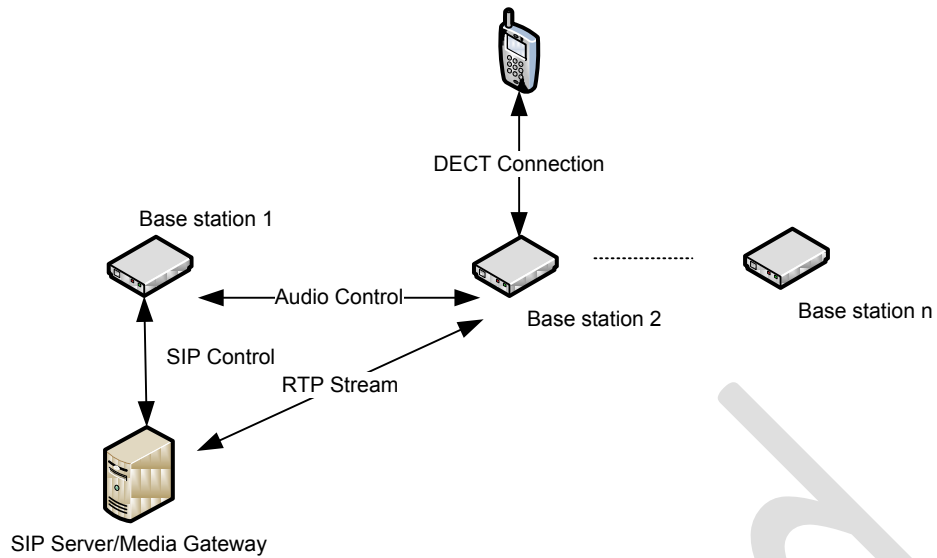 DECT Connection
Base station 1
Audio Control
Base station 2
Base station n
SIP Control
RTP Stream
SIP Server/Media Gateway